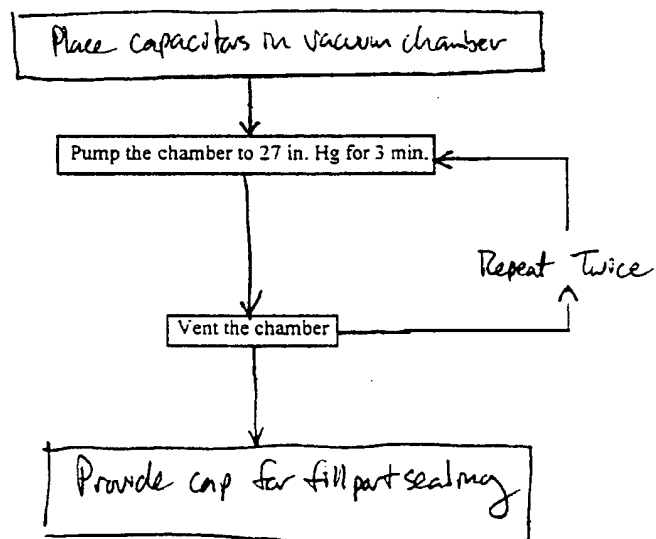 Place capacitors in vacuum chamber
Pump the chamber to 27 in. Hg for 3 min.
Repeat Twice
Vent the chamber
Provide cap for fillport sealing